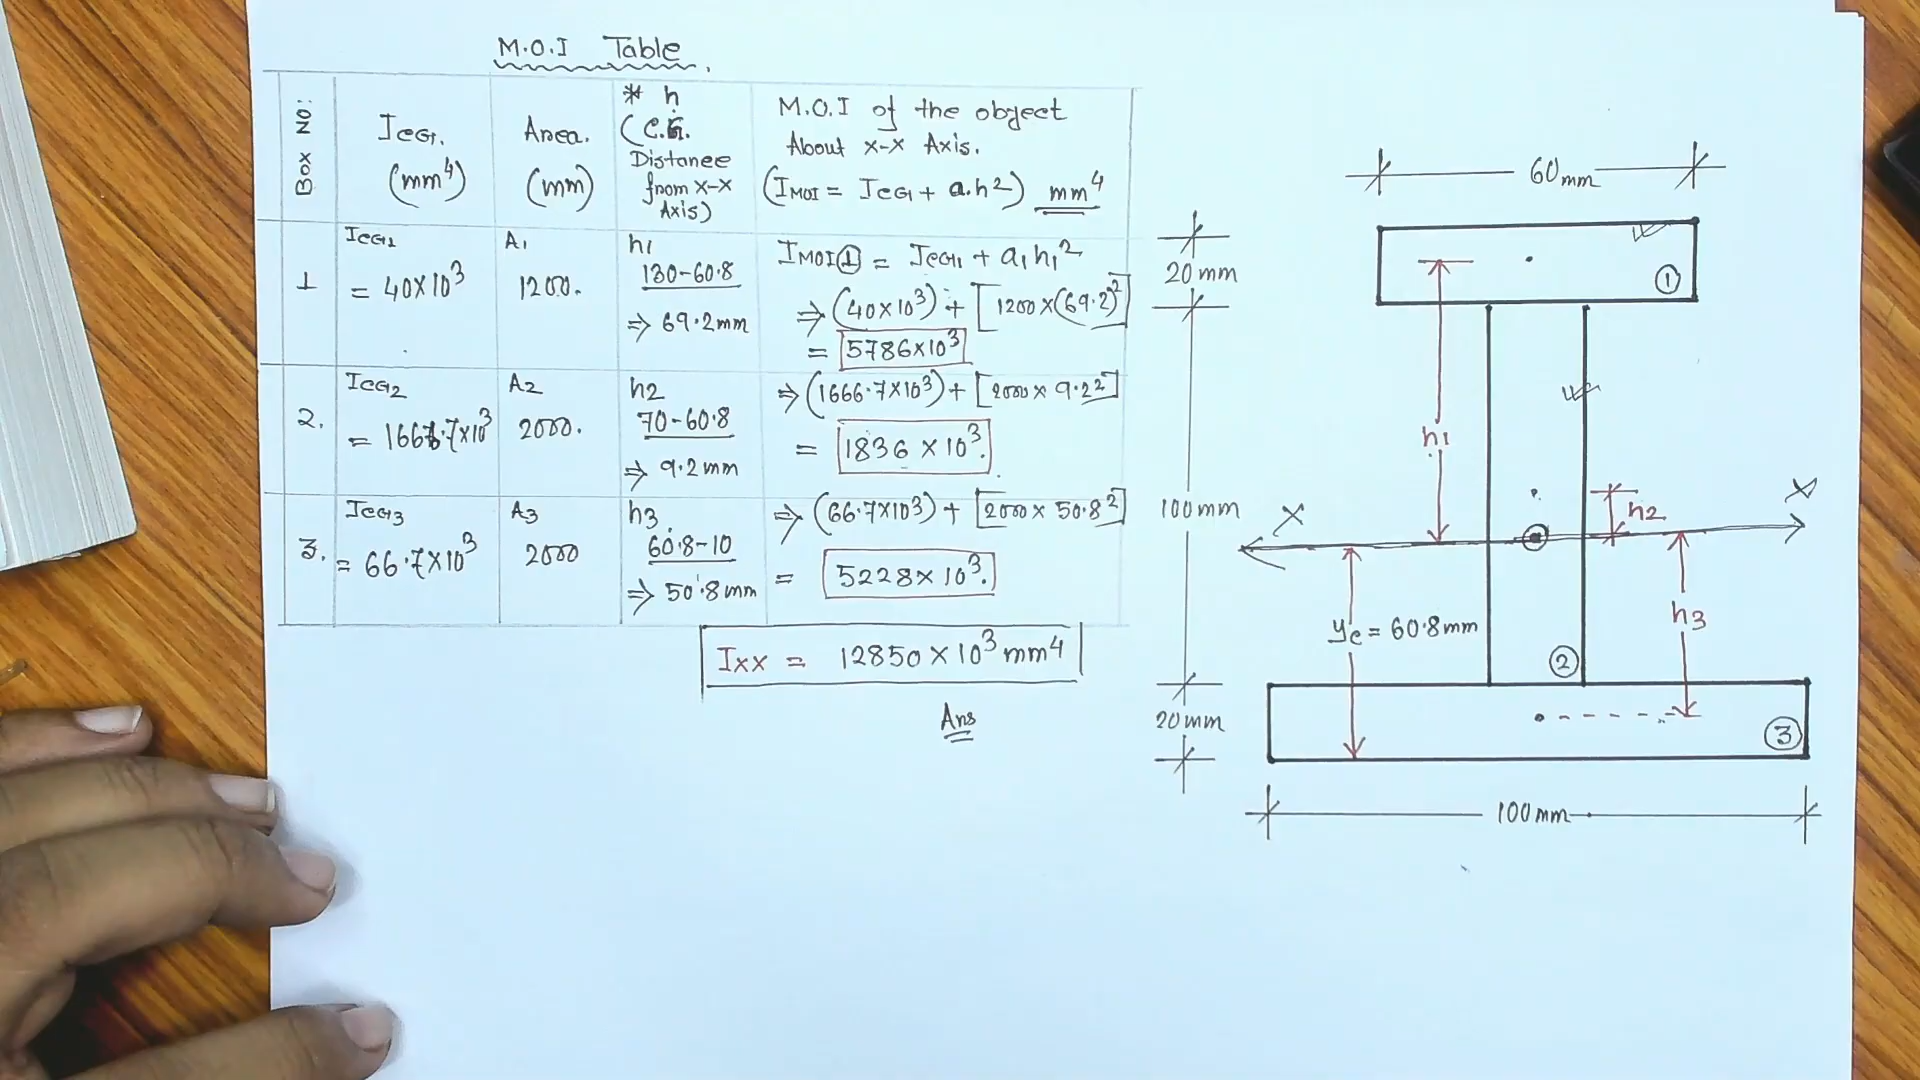 M.O.I Table
Box NO:
ICG.
(mm⁴)
Area.
(mm)
* h
(C.G.
Distance
from x-x
Axis)
M.O.I of the object
About x-x Axis.
(IMOI = ICG + a.h²) mm⁴
1
ICG1
= 40×10³
A1
1200.
h1
130-60.8
⇒ 69.2mm
IMOI① = ICG1 + a1h1²
⇒ (40×10³) + [1200×(69.2)²]
= 5786×10³
2.
ICG2
= 1666.7×10³
A2
2000.
h2
70-60.8
⇒ 9.2mm
⇒ (1666.7×10³) + [2000× 9.2²]
= 1836 ×10³.
3.
ICG3
= 66.7×10³
A3
2000
h3
60.8-10
⇒ 50.8mm
⇒ (66.7×10³) + [2000× 50.8²]
= 5228×10³.
Ixx = 12850×10³mm⁴
Ans
60mm
20mm
①
h1
100mm
X
X
h2
yc = 60.8mm
h3
②
20mm
③
100mm